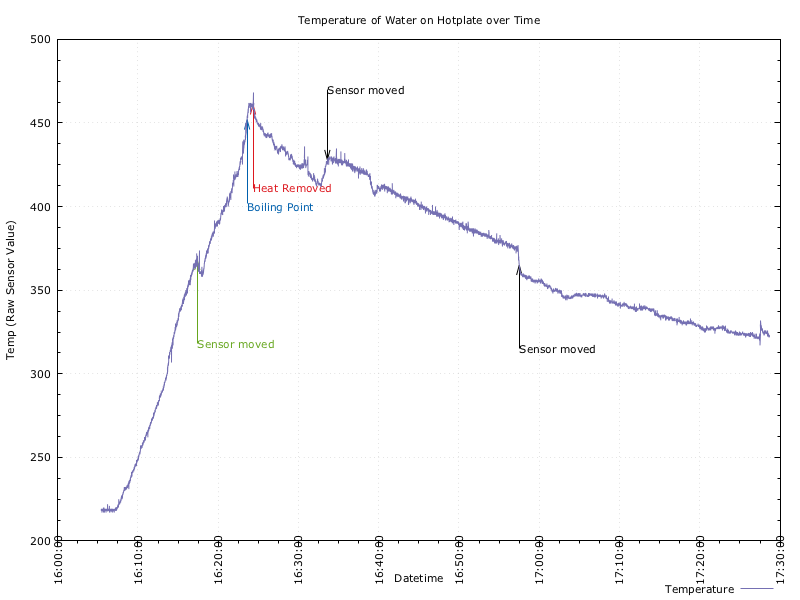 Temperature of Water on Hotplate over Time
500
450
400
350
300
250
200
Temp (Raw Sensor Value)
Sensor moved
Heat Removed
Boiling Point
Sensor moved
Sensor moved
16:00:00
16:10:00
16:20:00
16:30:00
16:40:00
16:50:00
17:00:00
17:10:00
17:20:00
17:30:00
Datetime
Temperature